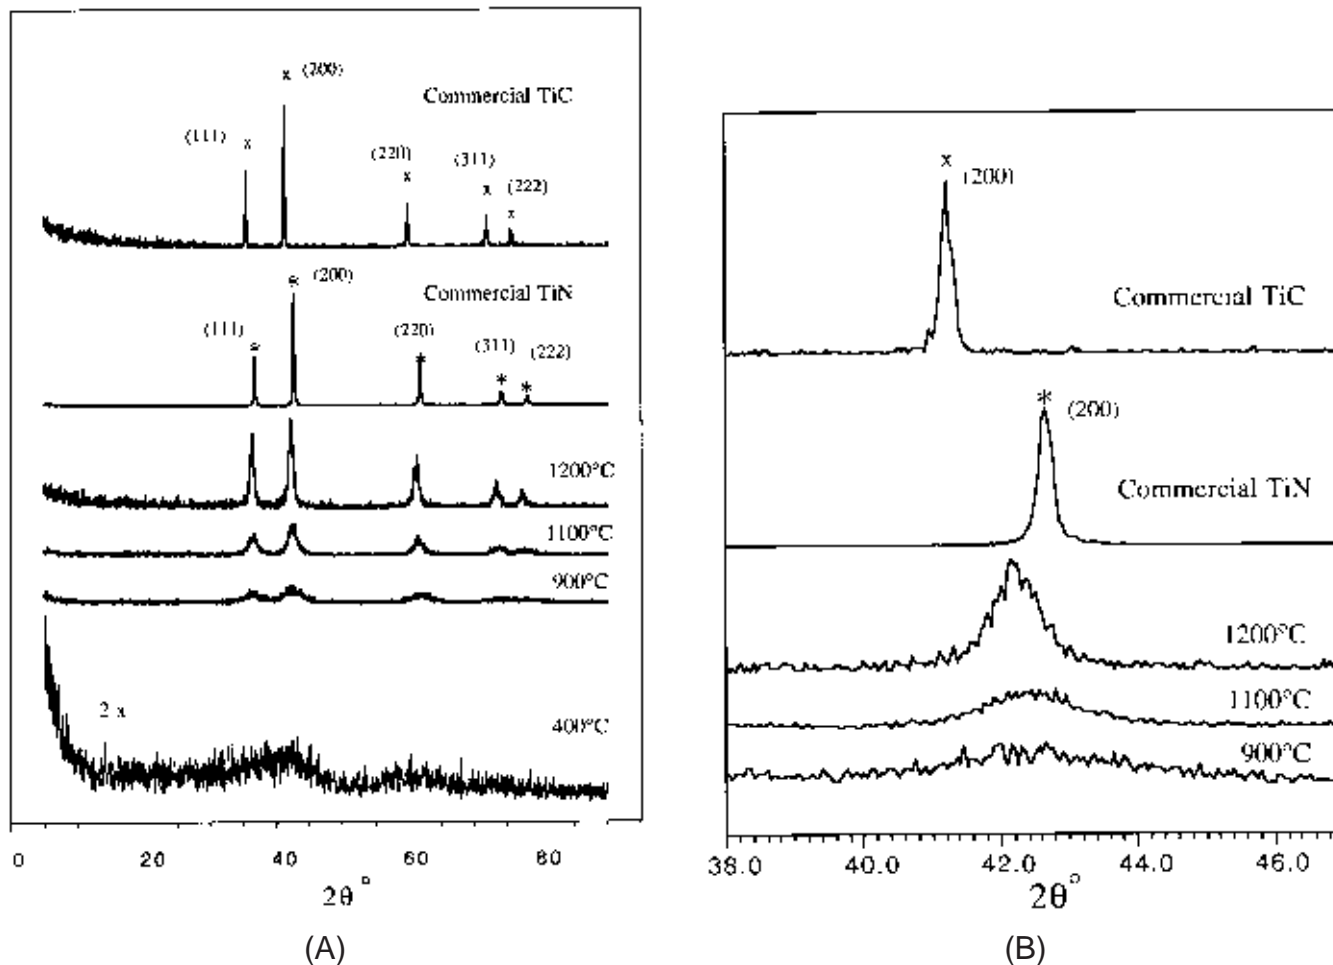 x (200)
Commercial TiC
(111) x
(220)
x
(311)
x
(222)
x
* (200)
Commercial TiN
(111)
*
(220)
*
(311)
*
(222)
*
1200°C
1100°C
900°C
2 x
400°C
0 20 40 60 80
2θ°
(A)
x
(200)
Commercial TiC
*
(200)
Commercial TiN
1200°C
1100°C
900°C
38.0 40.0 42.0 44.0 46.0
2θ°
(B)